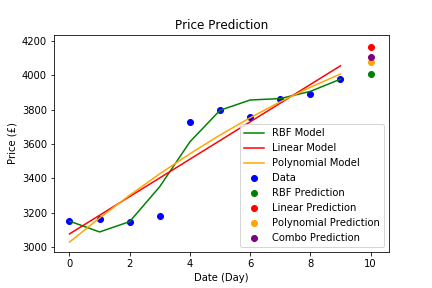 Price Prediction
4200
4000
3800
3600
3400
3200
3000
Price (£)
RBF Model
Linear Model
Polynomial Model
Data
RBF Prediction
Linear Prediction
Polynomial Prediction
Combo Prediction
0 2 4 6 8 10
Date (Day)